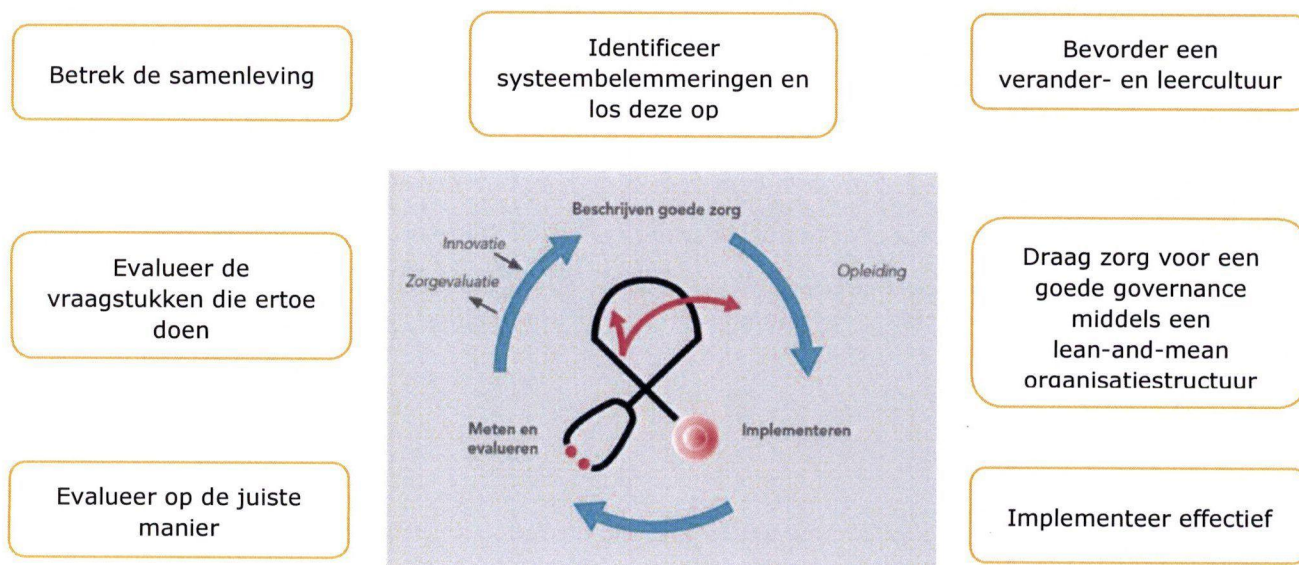 Betrek de samenleving
Identificeer
systeembelemmeringen en
los deze op
Bevorder een
verander- en leercultuur
Evalueer de
vraagstukken die ertoe
doen
Beschrijven goede zorg
Innovatie
Zorgevaluatie
Opleiding
Meten en
evalueren
Implementeren
Draag zorg voor een
goede governance
middels een
lean-and-mean
organisatiestructuur
Evalueer op de juiste
manier
Implementeer effectief